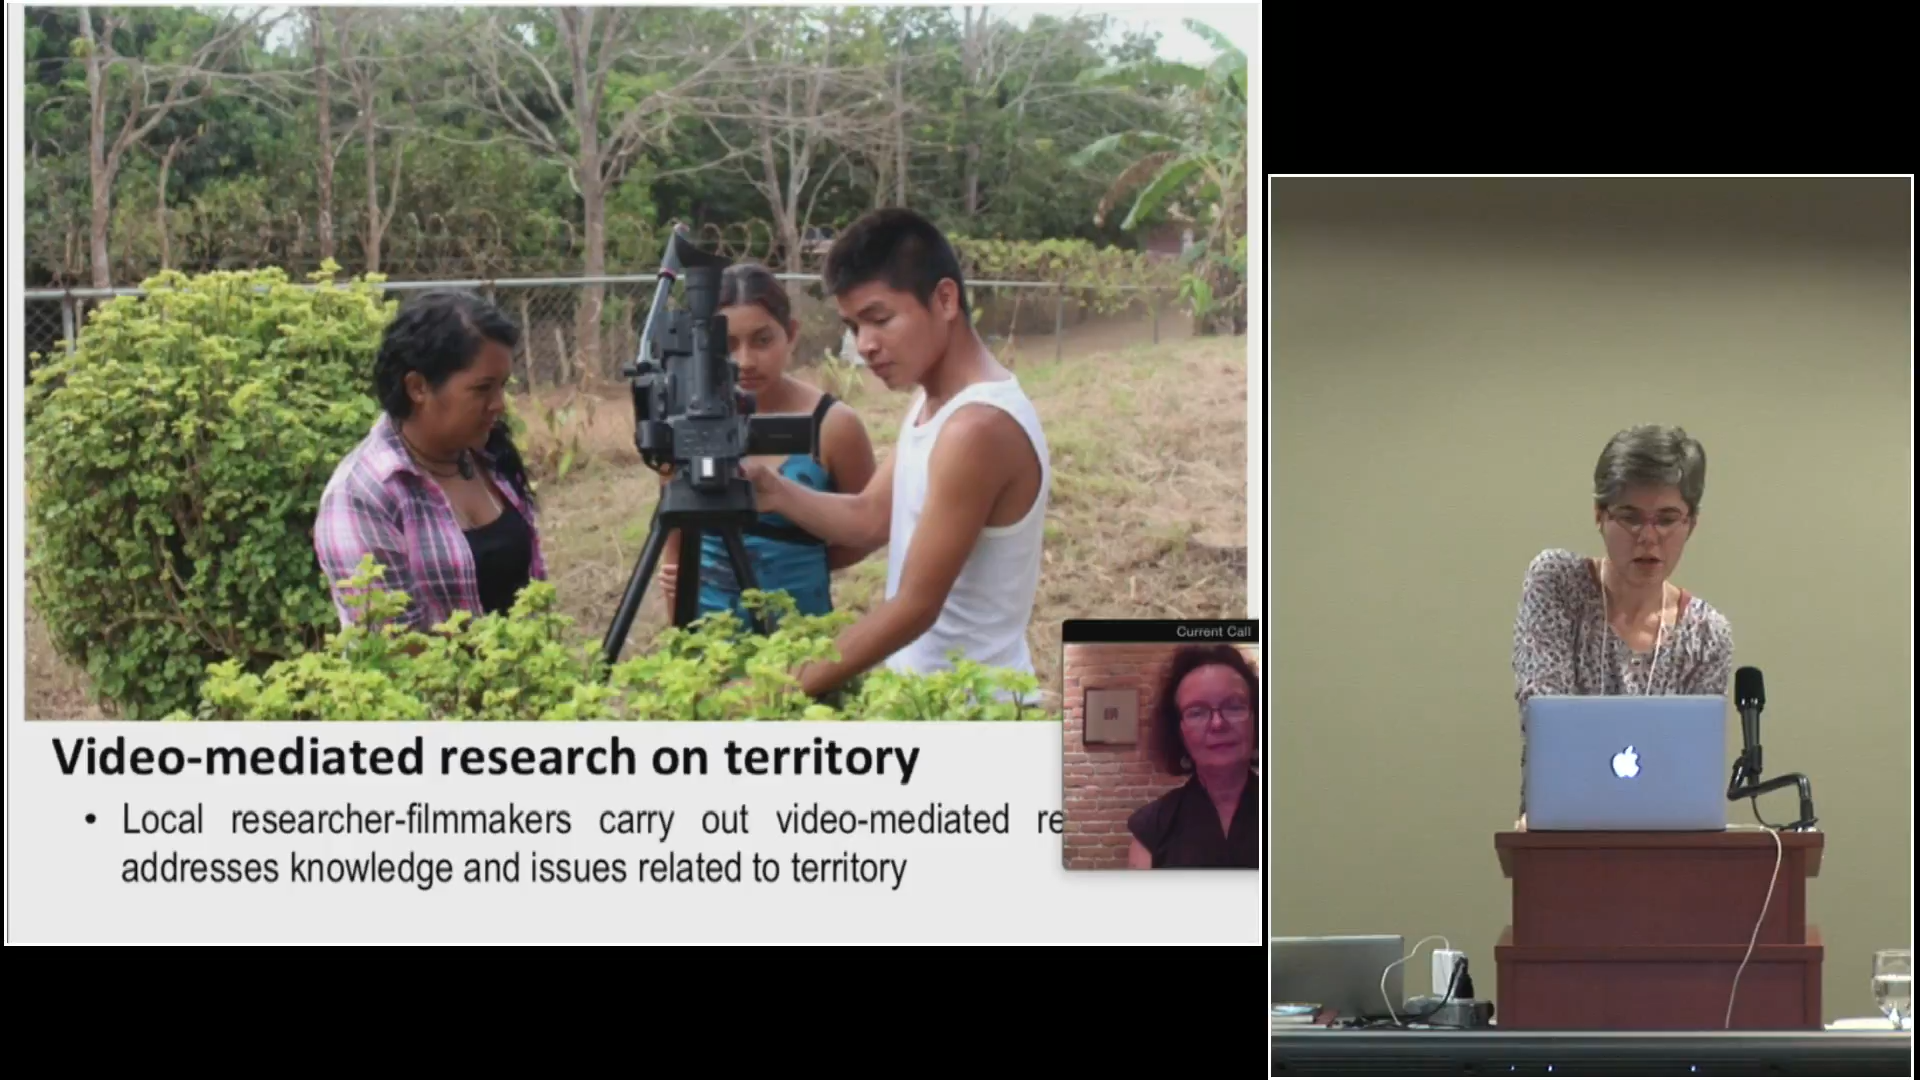 Current Call
Video-mediated research on territory
• Local researcher-filmmakers carry out video-mediated
addresses knowledge and issues related to territory